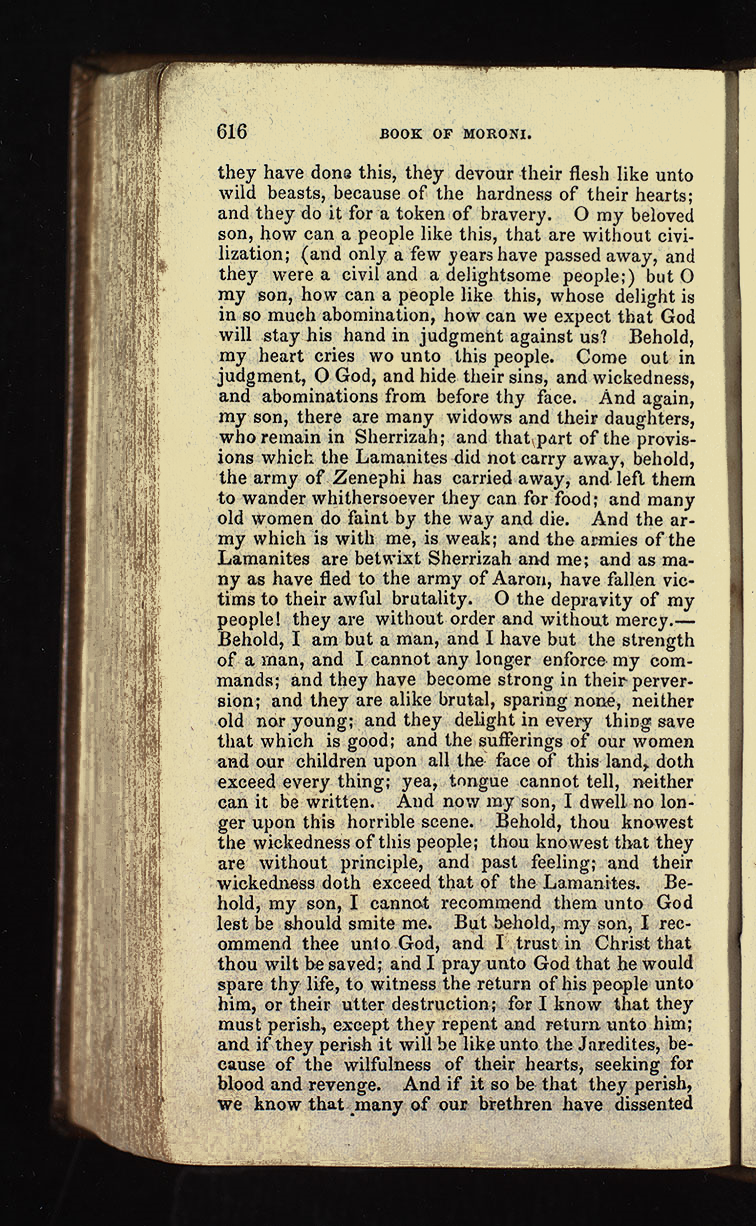 616 BOOK OF MORONI.
they have done this, they devour their flesh like unto
wild beasts, because of the hardness of their hearts;
and they do it for a token of bravery. O my beloved
son, how can a people like this, that are without civi-
lization; (and only a few years have passed away, and
they were a civil and a delightsome people;) but O
my son, how can a people like this, whose delight is
in so much abomination, how can we expect that God
will stay his hand in judgment against us? Behold,
my heart cries wo unto this people. Come out in
judgment, O God, and hide their sins, and wickedness,
and abominations from before thy face. And again,
my son, there are many widows and their daughters,
who remain in Sherrizah; and that part of the provis-
ions which the Lamanites did not carry away, behold,
the army of Zenephi has carried away, and left them
to wander whithersoever they can for food; and many
old women do faint by the way and die. And the ar-
my which is with me, is weak; and the armies of the
Lamanites are betwixt Sherrizah and me; and as ma-
ny as have fled to the army of Aaron, have fallen vic-
tims to their awful brutality. O the depravity of my
people! they are without order and without mercy.—
Behold, I am but a man, and I have but the strength
of a man, and I cannot any longer enforce my com-
mands; and they have become strong in their perver-
sion; and they are alike brutal, sparing none, neither
old nor young; and they delight in every thing save
that which is good; and the sufferings of our women
and our children upon all the face of this land, doth
exceed every thing; yea, tongue cannot tell, neither
can it be written. And now my son, I dwell no lon-
ger upon this horrible scene. Behold, thou knowest
the wickedness of this people; thou knowest that they
are without principle, and past feeling; and their
wickedness doth exceed that of the Lamanites. Be-
hold, my son, I cannot recommend them unto God
lest be should smite me. But behold, my son, I rec-
ommend thee unto God, and I trust in Christ that
thou wilt be saved; and I pray unto God that he would
spare thy life, to witness the return of his people unto
him, or their utter destruction; for I know that they
must perish, except they repent and return unto him;
and if they perish it will be like unto the Jaredites, be-
cause of the wilfulness of their hearts, seeking for
blood and revenge. And if it so be that they perish,
we know that many of our brethren have dissented